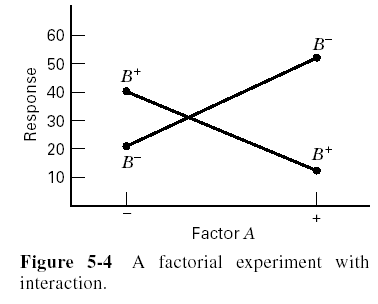 60
50
40
30
20
10
Response
B⁺
B⁻
B⁻
B⁺
−
+
Factor A
Figure 5-4 A factorial experiment with
interaction.